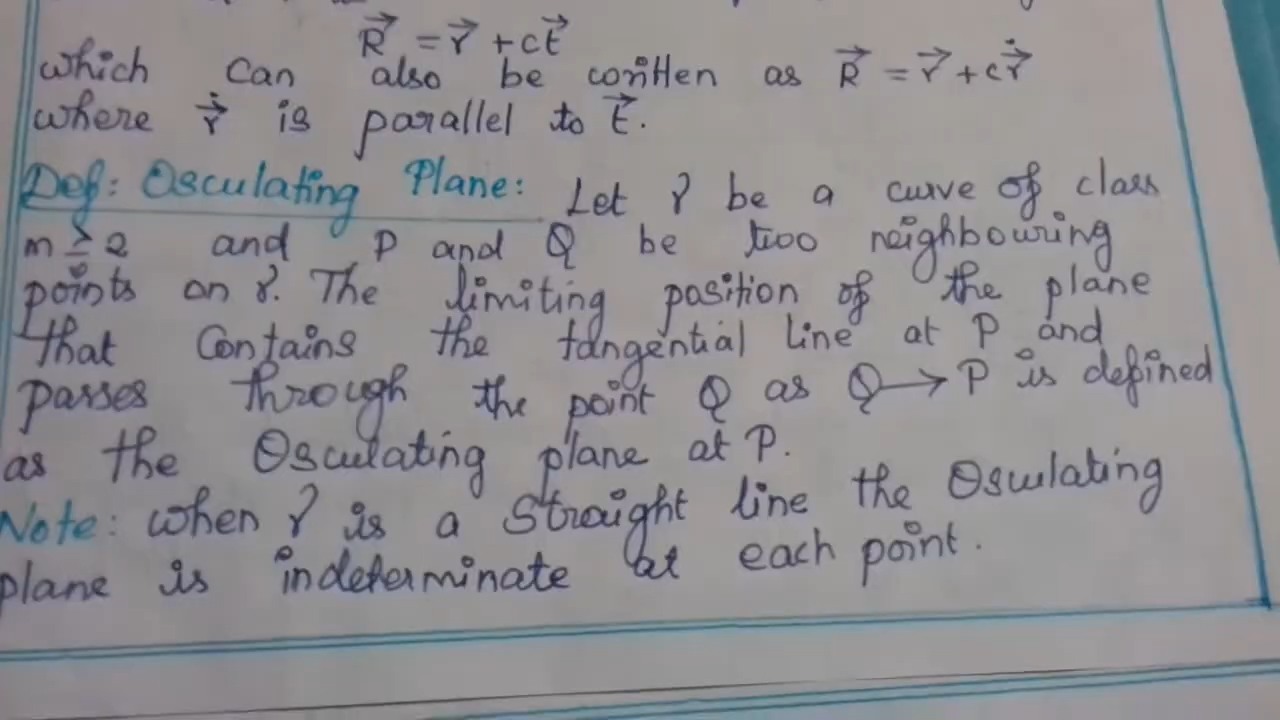 R⃗ = r⃗ + ct⃗
which can also be written as R⃗ = r⃗ + cṙ⃗
where ṙ⃗ is parallel to t⃗.
Def: Osculating Plane: Let γ be a curve of class
m ≥ 2 and P and Q be two neighbouring
points on γ. The limiting position of the plane
that contains the tangential line at P and
passes through the point Q as Q → P is defined
as the Osculating plane at P.
Note: when γ is a straight line the Osculating
plane is indeterminate at each point.